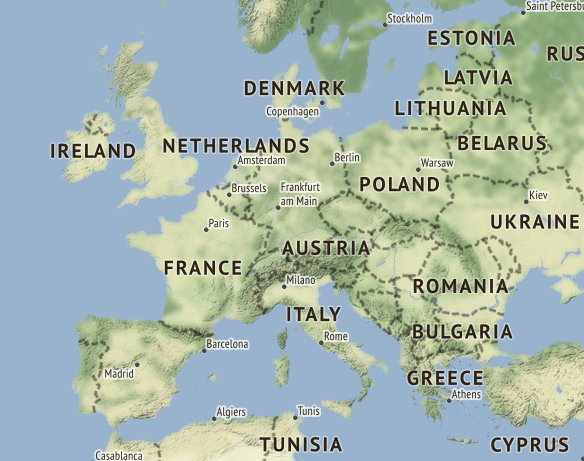 Saint Petersb
Stockholm
ESTONIA
RUS
LATVIA
DENMARK
LITHUANIA
Copenhagen
BELARUS
IRELAND
NETHERLANDS
Amsterdam
Berlin
Warsaw
Brussels
Frankfurt
am Main
POLAND
Kiev
Paris
UKRAINE
AUSTRIA
FRANCE
Milano
ROMANIA
ITALY
BULGARIA
Rome
Barcelona
Madrid
GREECE
Athens
Algiers
Tunis
TUNISIA
CYPRUS
Casablanca